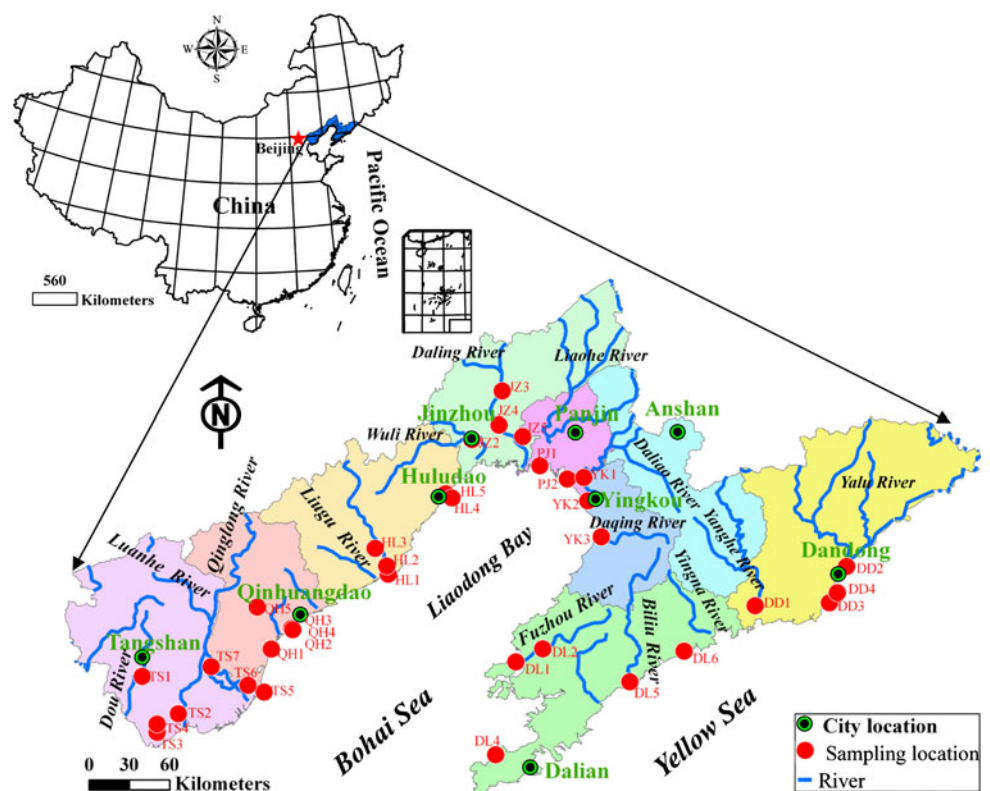 N
W
E
S
Beijing
China
Pacific Ocean
560
Kilometers
N
Daling River
Liaohe River
JZ3
JZ4
Jinzhou
JZ2
Panjin
Anshan
Wuli River
PJ1
PJ2
YK1
YK2
Yingkou
Daliao River
Huludao
HL5
HL4
Yalu River
Daqing River
YK3
Yanghe River
Qinglong River
Liugu River
HL3
HL2
HL1
Liaodong Bay
Dandong
DD2
DD4
DD3
DD1
Luanhe River
Qinhuangdao
QH5
QH3
QH4
QH2
QH1
Yingna River
Fuzhou River
Biliu River
DL2
DL1
DL6
DL5
Tangshan
TS1
Dou River
TS7
TS6
TS5
TS2
TS4
TS3
Bohai Sea
Yellow Sea
DL4
Dalian
0 30 60
Kilometers
City location
Sampling location
River